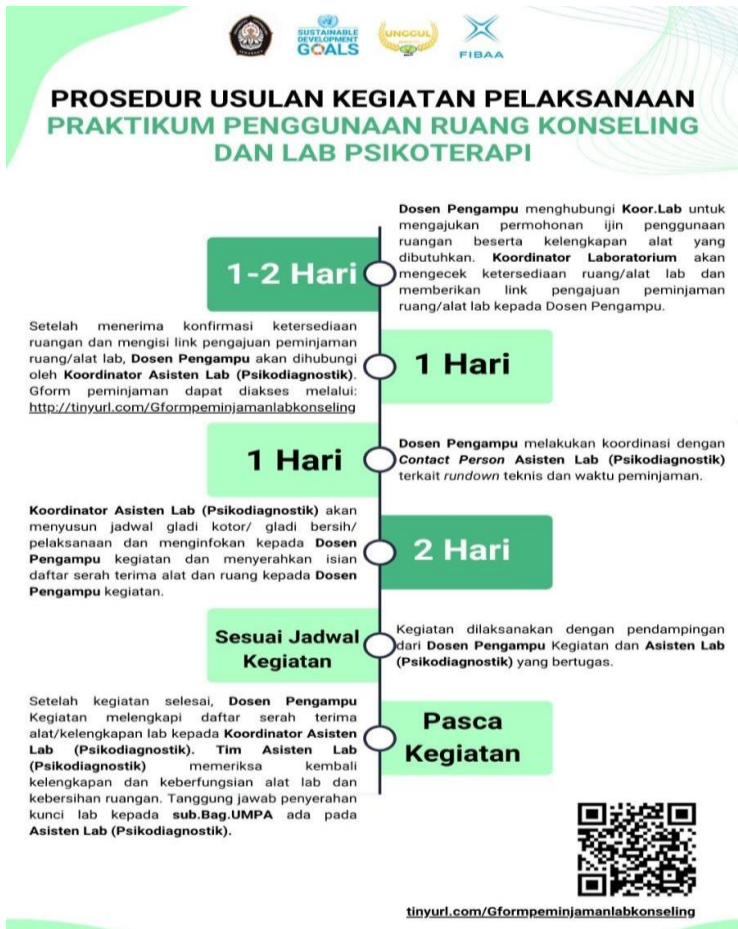 SUSTAINABLE
DEVELOPMENT
GOALS
UNGGUL
FIBAA
PROSEDUR USULAN KEGIATAN PELAKSANAAN
PRAKTIKUM PENGGUNAAN RUANG KONSELING
DAN LAB PSIKOTERAPI
1-2 Hari
Dosen Pengampu menghubungi Koor.Lab untuk
mengajukan permohonan ijin penggunaan
ruangan beserta kelengkapan alat yang
dibutuhkan. Koordinator Laboratorium akan
mengecek ketersediaan ruang/alat lab dan
memberikan link pengajuan peminjaman
ruang/alat lab kepada Dosen Pengampu.
Setelah menerima konfirmasi ketersediaan
ruangan dan mengisi link pengajuan peminjaman
ruang/alat lab, Dosen Pengampu akan dihubungi
oleh Koordinator Asisten Lab (Psikodiagnostik).
Gform peminjaman dapat diakses melalui:
http://tinyurl.com/Gformpeminjamanlabkonseling
1 Hari
1 Hari
Dosen Pengampu melakukan koordinasi dengan
Contact Person Asisten Lab (Psikodiagnostik)
terkait rundown teknis dan waktu peminjaman.
Koordinator Asisten Lab (Psikodiagnostik) akan
menyusun jadwal gladi kotor/ gladi bersih/
pelaksanaan dan menginfokan kepada Dosen
Pengampu kegiatan dan menyerahkan isian
daftar serah terima alat dan ruang kepada Dosen
Pengampu kegiatan.
2 Hari
Sesuai Jadwal
Kegiatan
Kegiatan dilaksanakan dengan pendampingan
dari Dosen Pengampu Kegiatan dan Asisten Lab
(Psikodiagnostik) yang bertugas.
Setelah kegiatan selesai, Dosen Pengampu
Kegiatan melengkapi daftar serah terima
alat/kelengkapan lab kepada Koordinator Asisten
Lab (Psikodiagnostik). Tim Asisten Lab
(Psikodiagnostik) memeriksa kembali
kelengkapan dan keberfungsian alat lab dan
kebersihan ruangan. Tanggung jawab penyerahan
kunci lab kepada sub.Bag.UMPA ada pada
Asisten Lab (Psikodiagnostik).
Pasca
Kegiatan
tinyurl.com/Gformpeminjamanlabkonseling